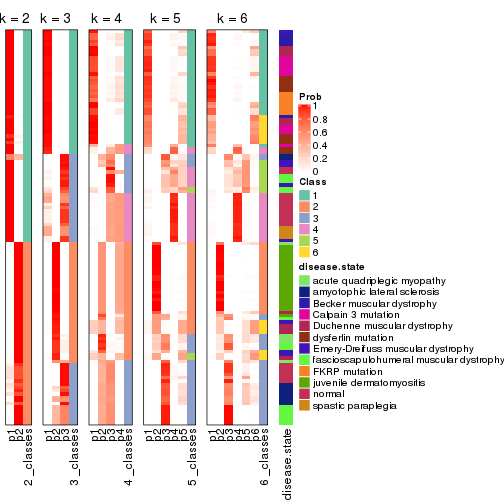 k = 2 k = 3 k = 4 k = 5 k = 6
Prob
1
0.8
0.6
0.4
0.2
0
Class
1
2
3
4
5
6
disease.state
acute quadriplegic myopathy
amyotophic lateral sclerosis
Becker muscular dystrophy
Calpain 3 mutation
Duchenne muscular dystrophy
dysferlin mutation
Emery-Dreifuss muscular dystrophy
fascioscapulohumeral muscular dystrophy
FKRP mutation
juvenile dermatomyositis
normal
spastic paraplegia
p1 p2 2_classes p1 p2 p3 3_classes p1 p2 p3 p4 4_classes p1 p2 p3 p4 p5 5_classes p1 p2 p3 p4 p5 p6 6_classes disease.state